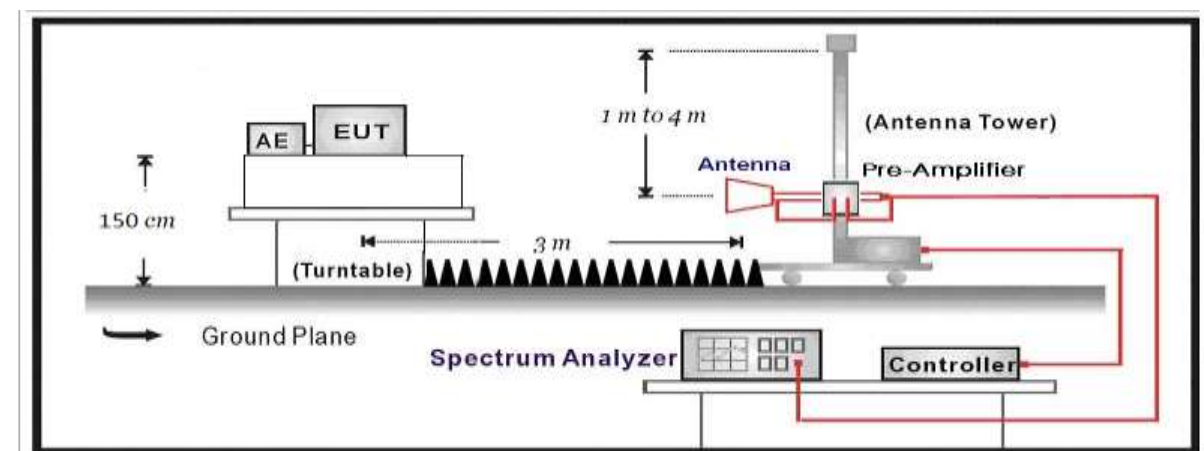 1 m to 4 m
(Antenna Tower)
AE
EUT
Antenna
Pre-Amplifier
150 cm
3 m
(Turntable)
Ground Plane
Spectrum Analyzer
Controller